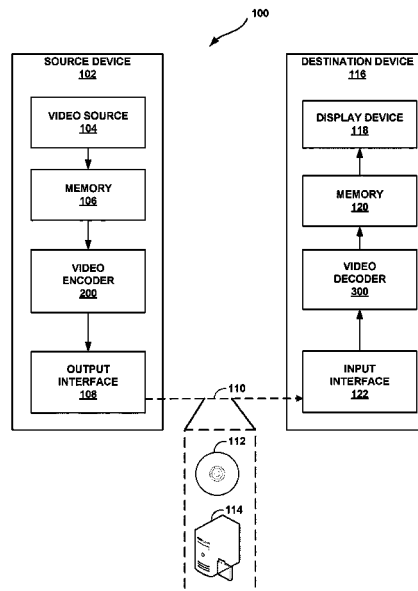 100
SOURCE DEVICE
102
VIDEO SOURCE
104
MEMORY
106
VIDEO
ENCODER
200
OUTPUT
INTERFACE
108
DESTINATION DEVICE
116
DISPLAY DEVICE
118
MEMORY
120
VIDEO
DECODER
300
INPUT
INTERFACE
122
110
112
114